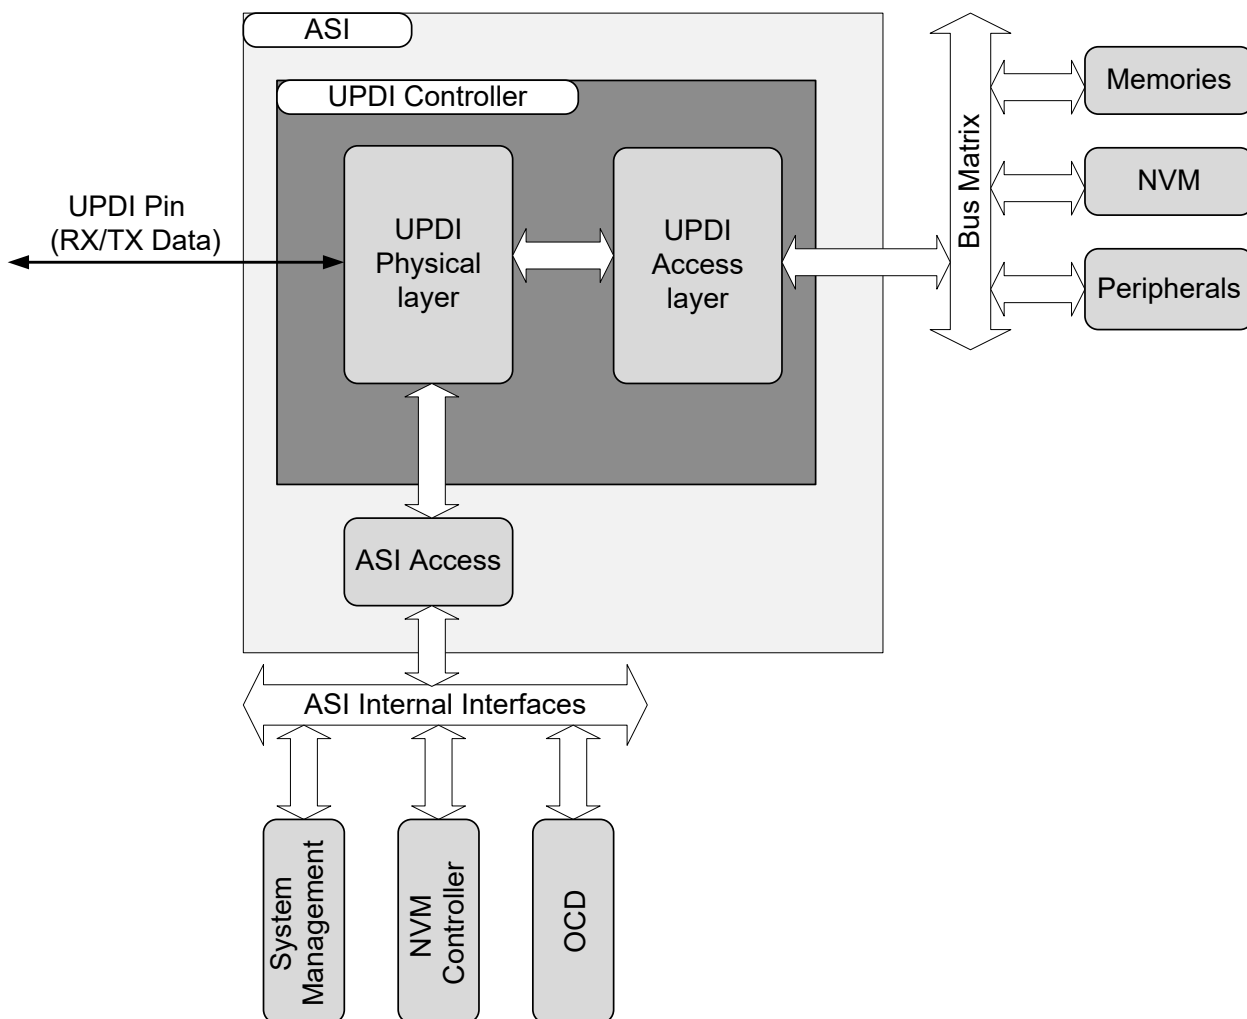 ASI
UPDI Controller
UPDI Pin
(RX/TX Data)
UPDI
Physical
layer
UPDI
Access
layer
Bus Matrix
Memories
NVM
Peripherals
ASI Access
ASI Internal Interfaces
System
Management
NVM
Controller
OCD